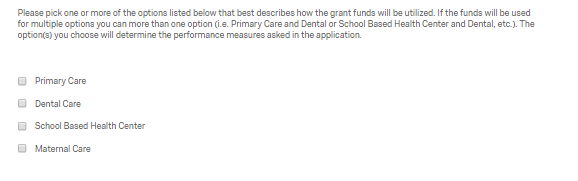 Please pick one or more of the options listed below that best describes how the grant funds will be utilized. If the funds will be used
for multiple options you can more than one option (i.e. Primary Care and Dental or School Based Health Center and Dental, etc.). The
option(s) you choose will determine the performance measures asked in the application.
Primary Care
Dental Care
School Based Health Center
Maternal Care